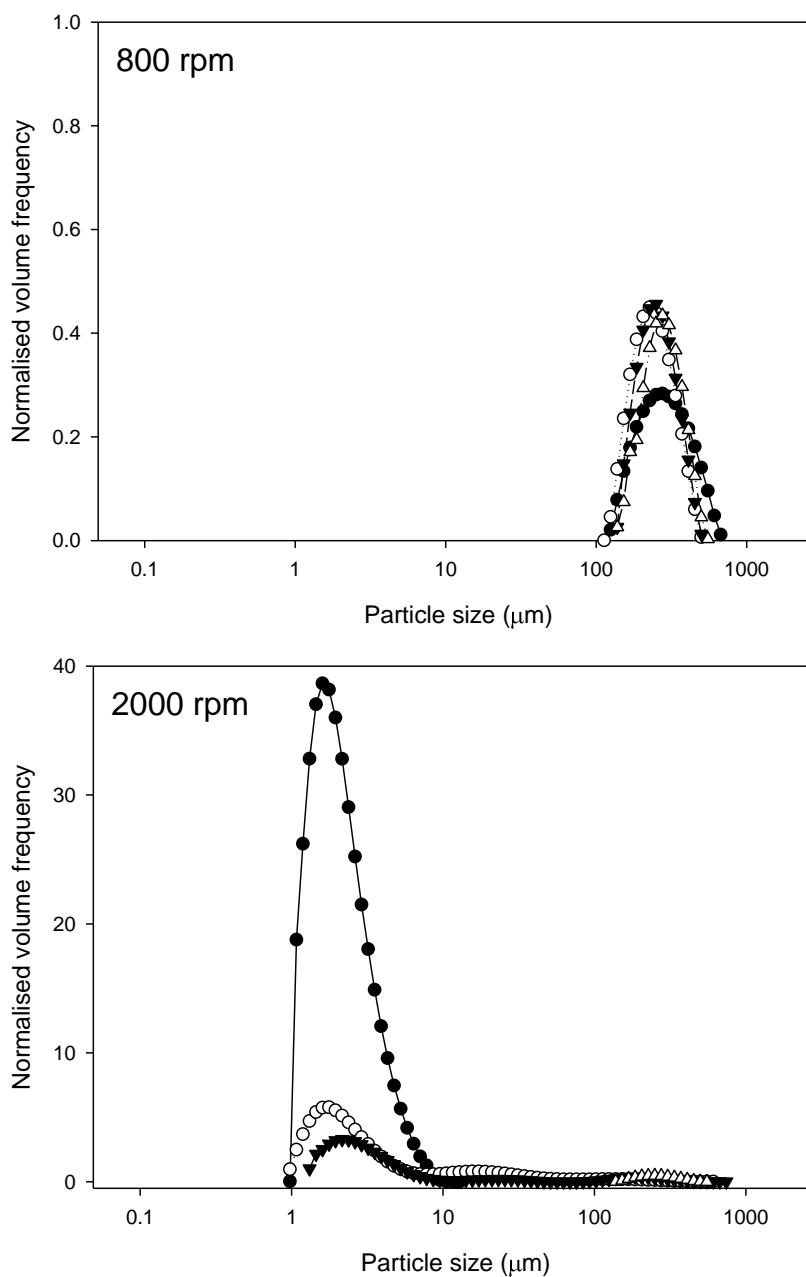 1.0
800 rpm
0.8
0.6
0.4
0.2
0.0
Normalised volume frequency
0.1 1 10 100 1000
Particle size (μm)
40
2000 rpm
30
20
10
0
Normalised volume frequency
0.1 1 10 100 1000
Particle size (μm)